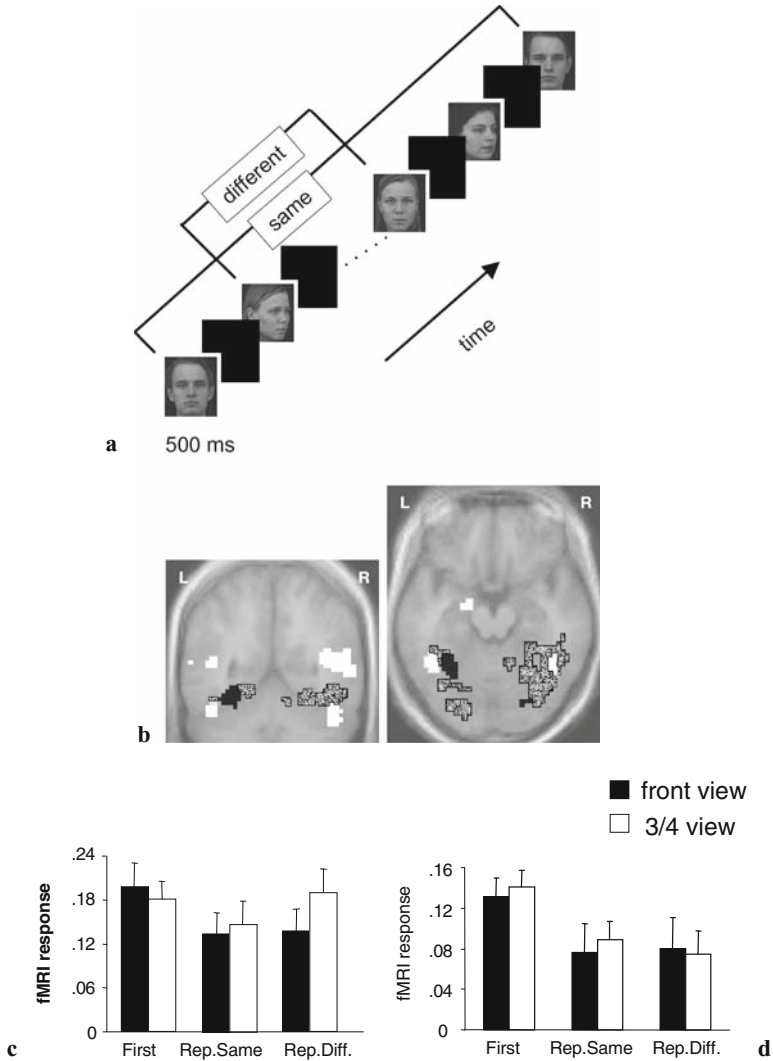 different
same
time
a
500 ms
L
R
L
R
b
front view
3/4 view
.24
.18
.12
.06
0
fMRI response
First
Rep.Same
Rep.Diff.
c
.16
.12
.08
.04
0
fMRI response
First
Rep.Same
Rep.Diff.
d